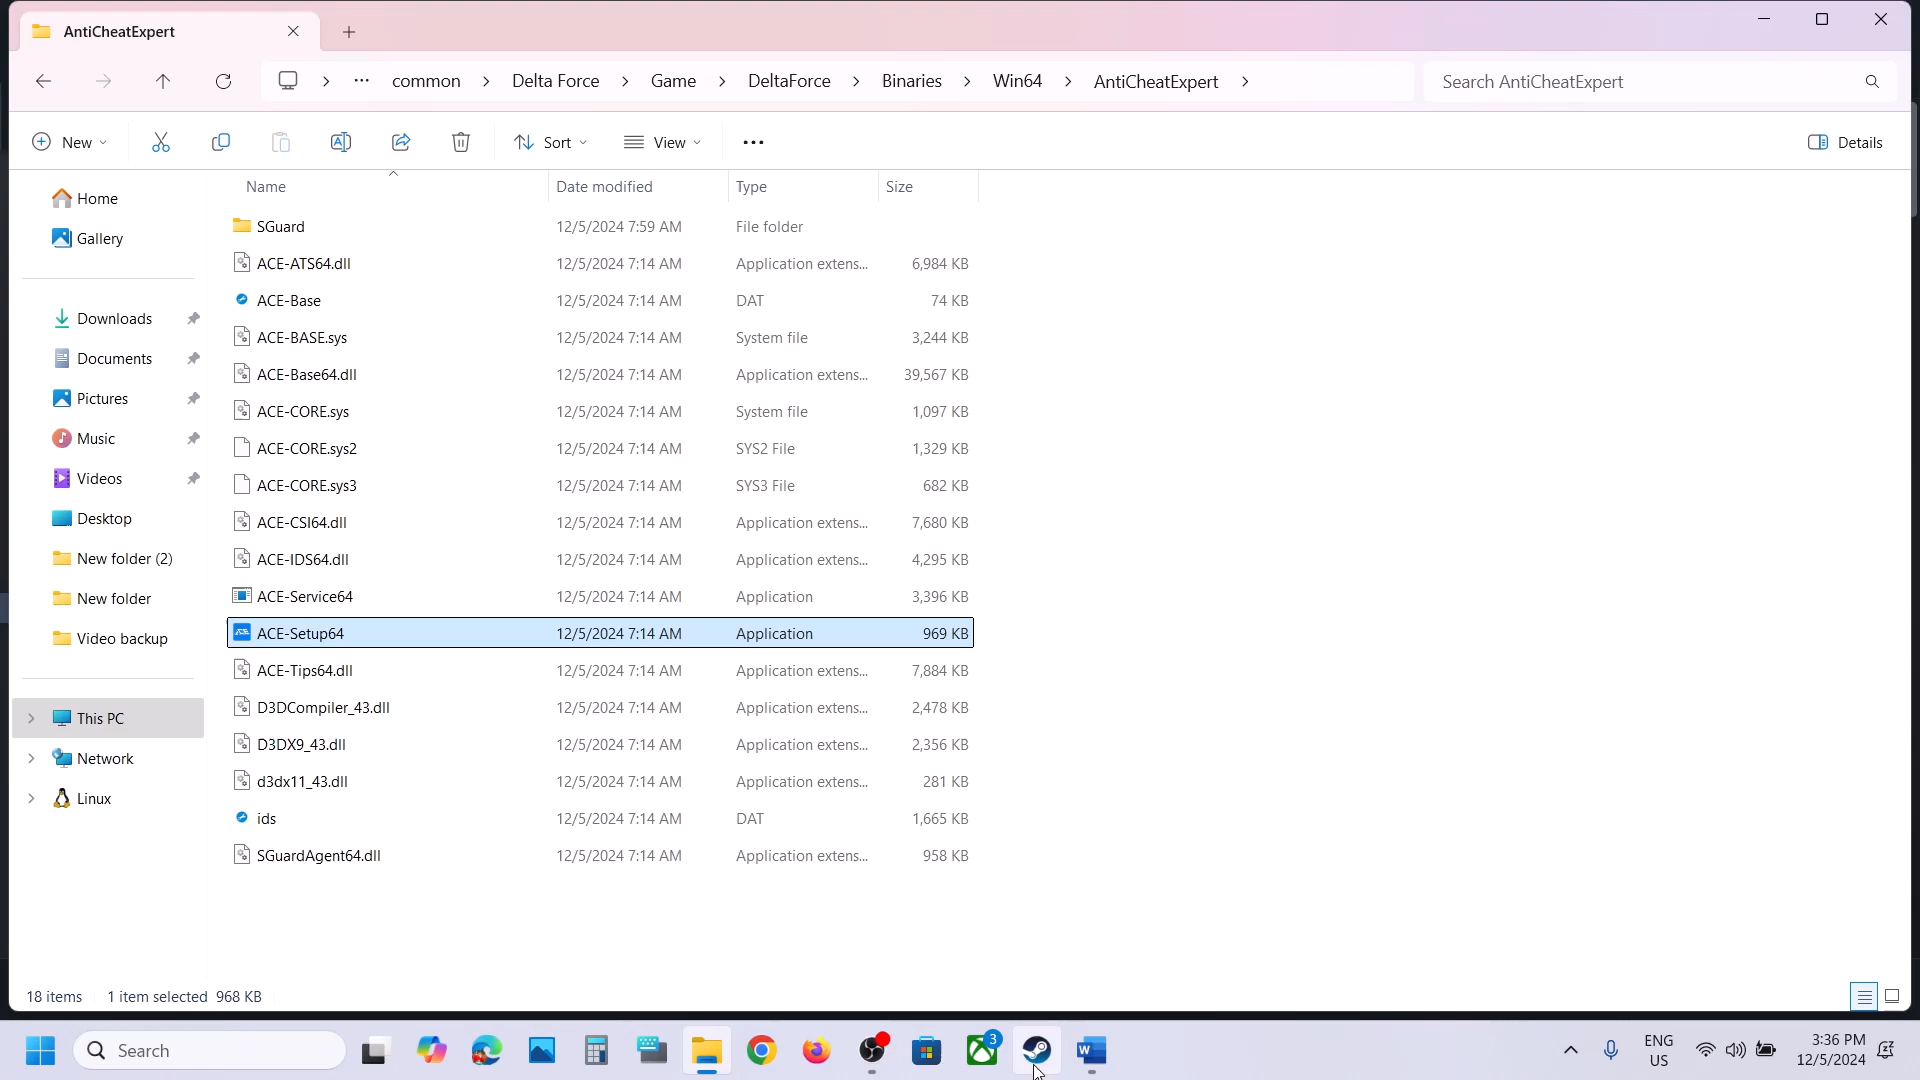 AntiCheatExpert
common > Delta Force > Game > DeltaForce > Binaries > Win64 > AntiCheatExpert >
Search AntiCheatExpert
New
Sort
View
Details
Name Date modified Type Size
Home
Gallery
Downloads
Documents
Pictures
Music
Videos
Desktop
New folder (2)
New folder
Video backup
This PC
Network
Linux
SGuard 12/5/2024 7:59 AM File folder
ACE-ATS64.dll 12/5/2024 7:14 AM Application extens... 6,984 KB
ACE-Base 12/5/2024 7:14 AM DAT 74 KB
ACE-BASE.sys 12/5/2024 7:14 AM System file 3,244 KB
ACE-Base64.dll 12/5/2024 7:14 AM Application extens... 39,567 KB
ACE-CORE.sys 12/5/2024 7:14 AM System file 1,097 KB
ACE-CORE.sys2 12/5/2024 7:14 AM SYS2 File 1,329 KB
ACE-CORE.sys3 12/5/2024 7:14 AM SYS3 File 682 KB
ACE-CSI64.dll 12/5/2024 7:14 AM Application extens... 7,680 KB
ACE-IDS64.dll 12/5/2024 7:14 AM Application extens... 4,295 KB
ACE-Service64 12/5/2024 7:14 AM Application 3,396 KB
ACE-Setup64 12/5/2024 7:14 AM Application 969 KB
ACE-Tips64.dll 12/5/2024 7:14 AM Application extens... 7,884 KB
D3DCompiler_43.dll 12/5/2024 7:14 AM Application extens... 2,478 KB
D3DX9_43.dll 12/5/2024 7:14 AM Application extens... 2,356 KB
d3dx11_43.dll 12/5/2024 7:14 AM Application extens... 281 KB
ids 12/5/2024 7:14 AM DAT 1,665 KB
SGuardAgent64.dll 12/5/2024 7:14 AM Application extens... 958 KB
18 items 1 item selected 968 KB
Search
3
ENG
US
3:36 PM
12/5/2024